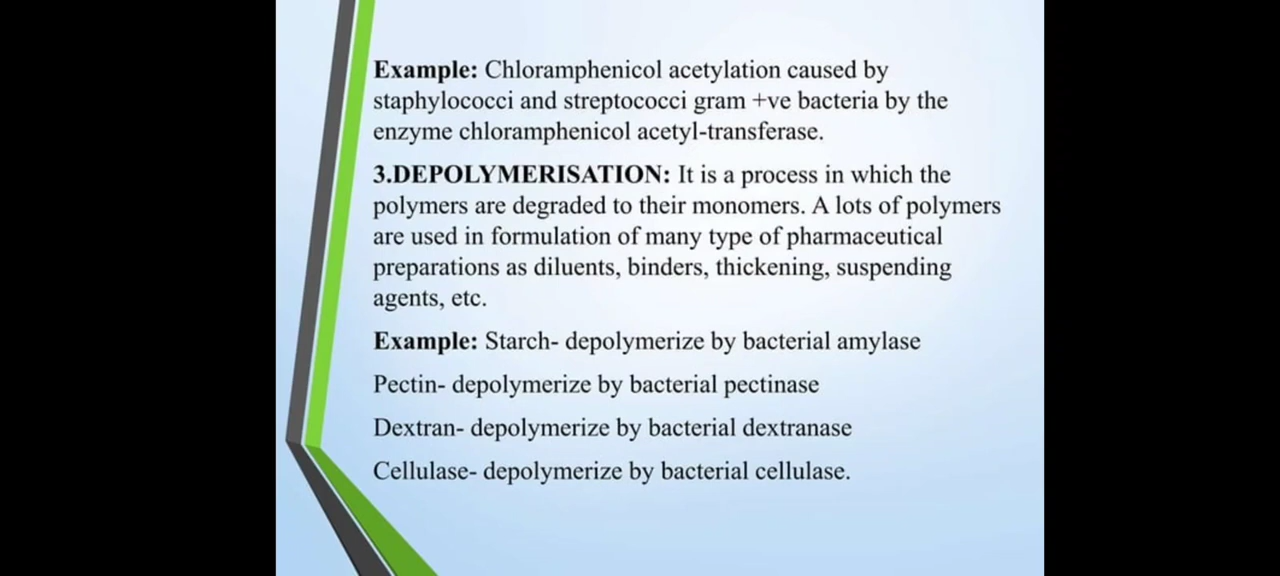 Example: Chloramphenicol acetylation caused by
staphylococci and streptococci gram +ve bacteria by the
enzyme chloramphenicol acetyl-transferase.
3.DEPOLYMERISATION: It is a process in which the
polymers are degraded to their monomers. A lots of polymers
are used in formulation of many type of pharmaceutical
preparations as diluents, binders, thickening, suspending
agents, etc.
Example: Starch- depolymerize by bacterial amylase
Pectin- depolymerize by bacterial pectinase
Dextran- depolymerize by bacterial dextranase
Cellulase- depolymerize by bacterial cellulase.